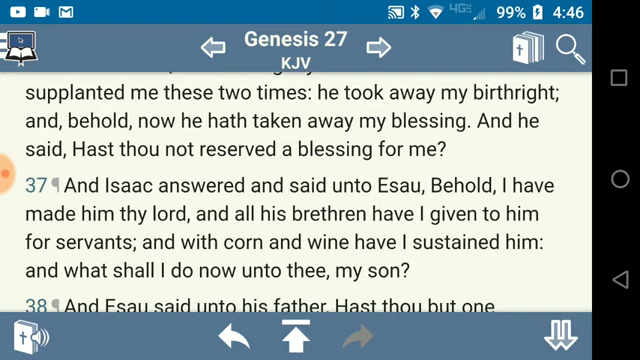 4G
99%
4:46
Genesis 27
KJV
supplanted me these two times: he took away my birthright;
and, behold, now he hath taken away my blessing. And he
said, Hast thou not reserved a blessing for me?
37 ¶ And Isaac answered and said unto Esau, Behold, I have
made him thy lord, and all his brethren have I given to him
for servants; and with corn and wine have I sustained him:
and what shall I do now unto thee, my son?
38 ¶ And Esau said unto his father, Hast thou but one